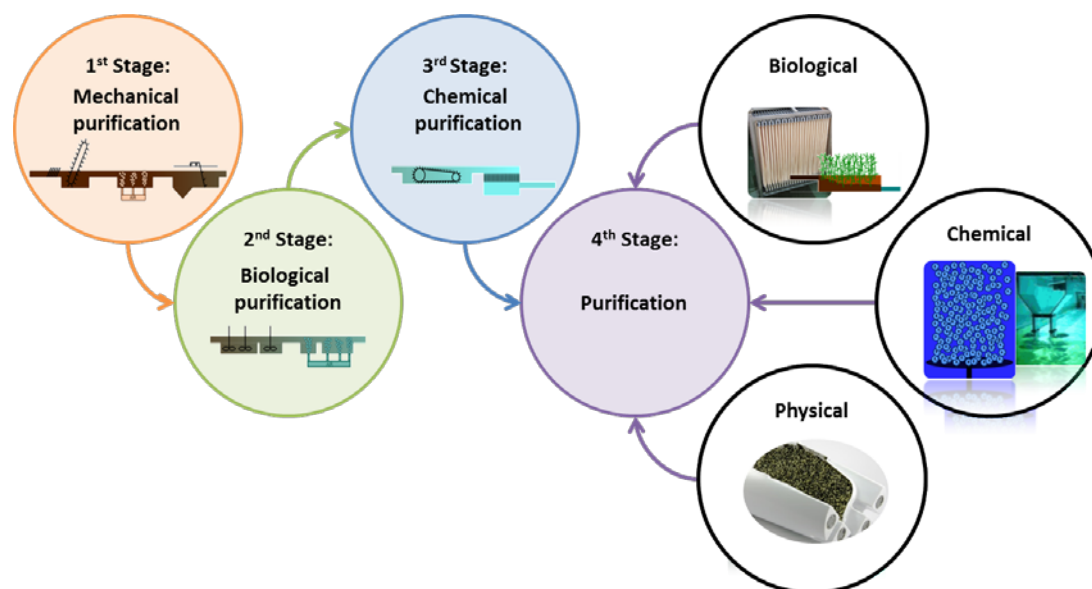 1st Stage:
Mechanical
purification
2nd Stage:
Biological
purification
3rd Stage:
Chemical
purification
4th Stage:
Purification
Biological
Chemical
Physical